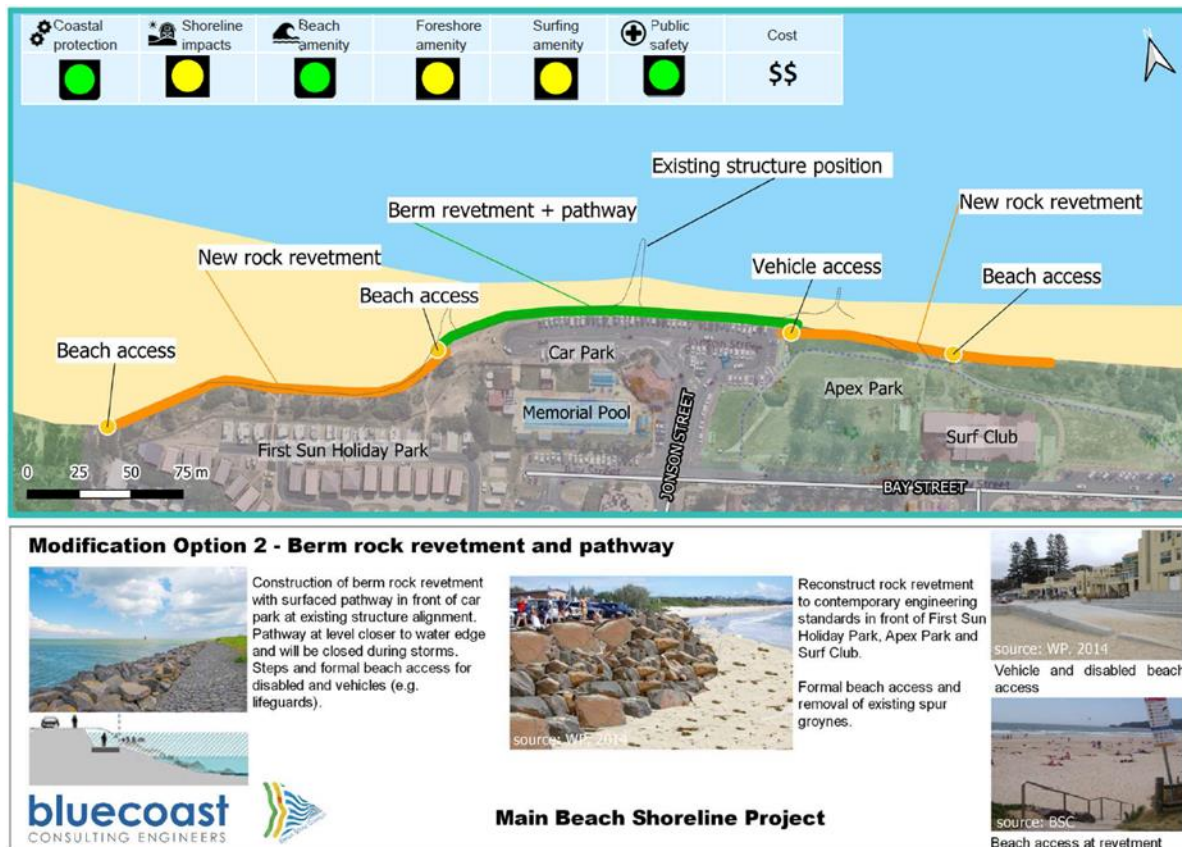 Coastal protection
Shoreline impacts
Beach amenity
Foreshore amenity
Surfing amenity
Public safety
Cost
$$
N
Existing structure position
Berm revetment + pathway
New rock revetment
New rock revetment
Vehicle access
Beach access
Beach access
Beach access
Car Park
Jonson Street
Apex Park
Memorial Pool
Surf Club
First Sun Holiday Park
JONSON STREET
BAY STREET
0 25 50 75 m
Modification Option 2 - Berm rock revetment and pathway
Construction of berm rock revetment
with surfaced pathway in front of car
park at existing structure alignment.
Pathway at level closer to water edge
and will be closed during storms.
Steps and formal beach access for
disabled and vehicles (e.g.
lifeguards).
source: WP, 2014
Reconstruct rock revetment
to contemporary engineering
standards in front of First Sun
Holiday Park, Apex Park and
Surf Club.
Formal beach access and
removal of existing spur
groynes.
source: WP, 2014
Vehicle and disabled beach
access
source: BSC
Beach access at revetment
bluecoast
CONSULTING ENGINEERS
Main Beach Shoreline Project